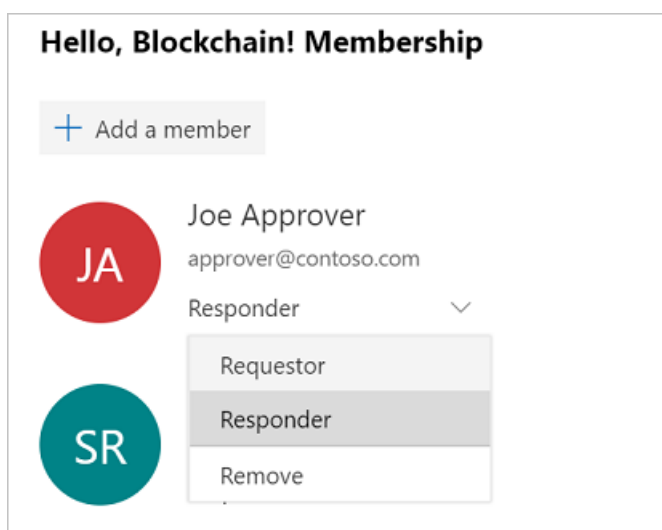 Hello, Blockchain! Membership
+ Add a member
JA
Joe Approver
approver@contoso.com
Responder
Requestor
Responder
Remove
SR